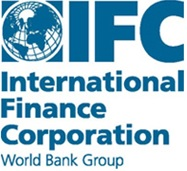 IFC
International
Finance
Corporation
World Bank Group